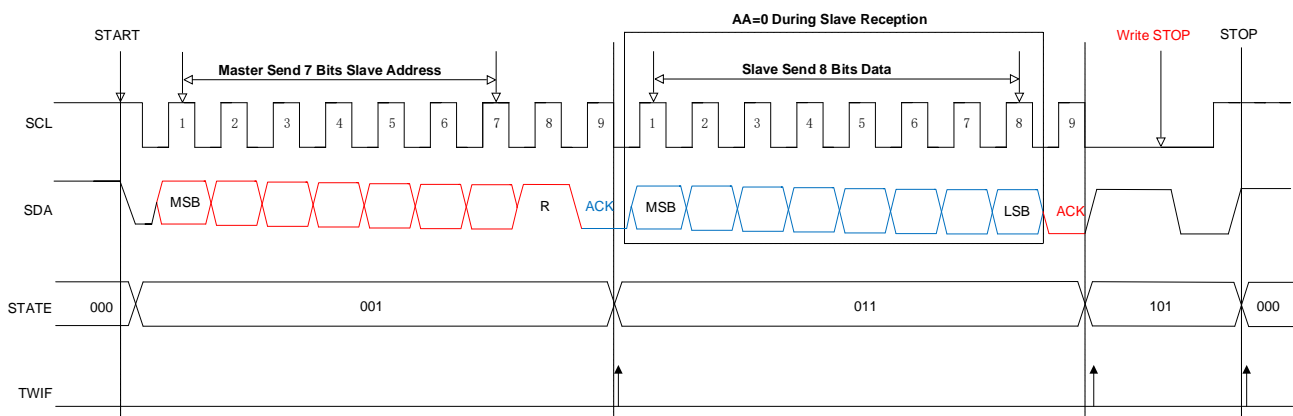 AA=0 During Slave Reception
START
Write STOP
STOP
Master Send 7 Bits Slave Address
Slave Send 8 Bits Data
SCL
1 2 3 4 5 6 7 8 9 1 2 3 4 5 6 7 8 9
SDA
MSB R ACK MSB LSB ACK
STATE
000 001 011 101 000
TWIF